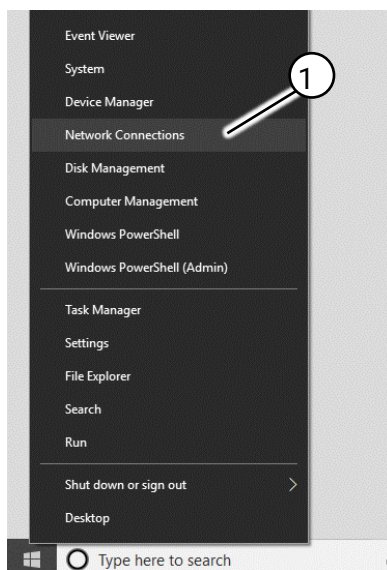 Event Viewer
System
1
Device Manager
Network Connections
Disk Management
Computer Management
Windows PowerShell
Windows PowerShell (Admin)
Task Manager
Settings
File Explorer
Search
Run
Shut down or sign out
Desktop
Type here to search